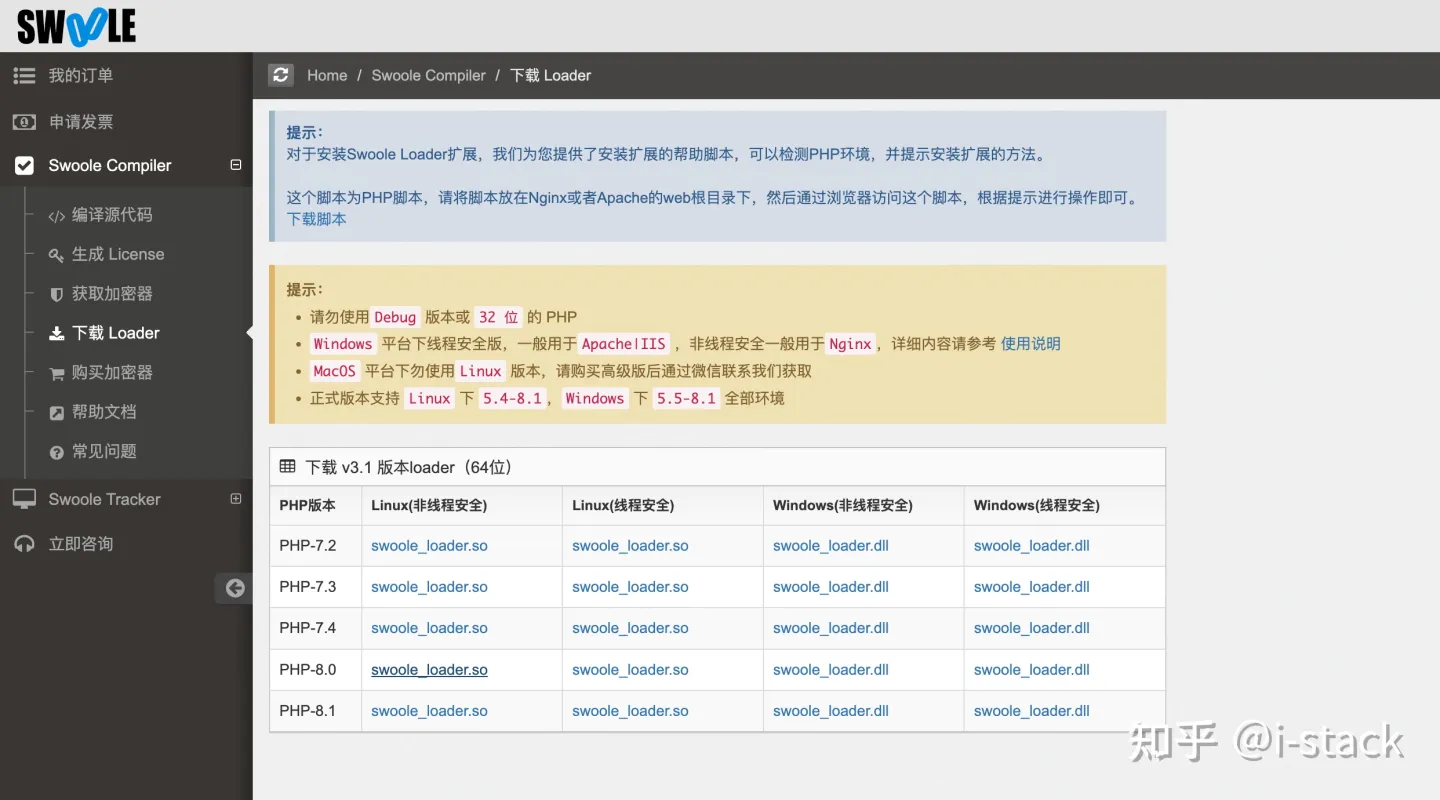 SWOOLE
我的订单
申请发票
Swoole Compiler
编译源代码
生成 License
获取加密器
下载 Loader
购买加密器
帮助文档
常见问题
Swoole Tracker
立即咨询
Home / Swoole Compiler / 下载 Loader
提示：
对于安装Swoole Loader扩展，我们为您提供了安装扩展的帮助脚本，可以检测PHP环境，并提示安装扩展的方法。
这个脚本为PHP脚本，请将脚本放在Nginx或者Apache的web根目录下，然后通过浏览器访问这个脚本，根据提示进行操作即可。
下载脚本
提示：
• 请勿使用 Debug 版本或 32 位 的 PHP
• Windows 平台下线程安全版，一般用于 Apache|IIS ，非线程安全一般用于 Nginx，详细内容请参考 使用说明
• MacOS 平台下勿使用 Linux 版本，请购买高级版后通过微信联系我们获取
• 正式版本支持 Linux 下 5.4-8.1，Windows 下 5.5-8.1 全部环境
下载 v3.1 版本loader（64位）
PHP版本 Linux(非线程安全) Linux(线程安全) Windows(非线程安全) Windows(线程安全)
PHP-7.2 swoole_loader.so swoole_loader.so swoole_loader.dll swoole_loader.dll
PHP-7.3 swoole_loader.so swoole_loader.so swoole_loader.dll swoole_loader.dll
PHP-7.4 swoole_loader.so swoole_loader.so swoole_loader.dll swoole_loader.dll
PHP-8.0 swoole_loader.so swoole_loader.so swoole_loader.dll swoole_loader.dll
PHP-8.1 swoole_loader.so swoole_loader.so swoole_loader.dll swoole_loader.dll
知乎 @i-stack